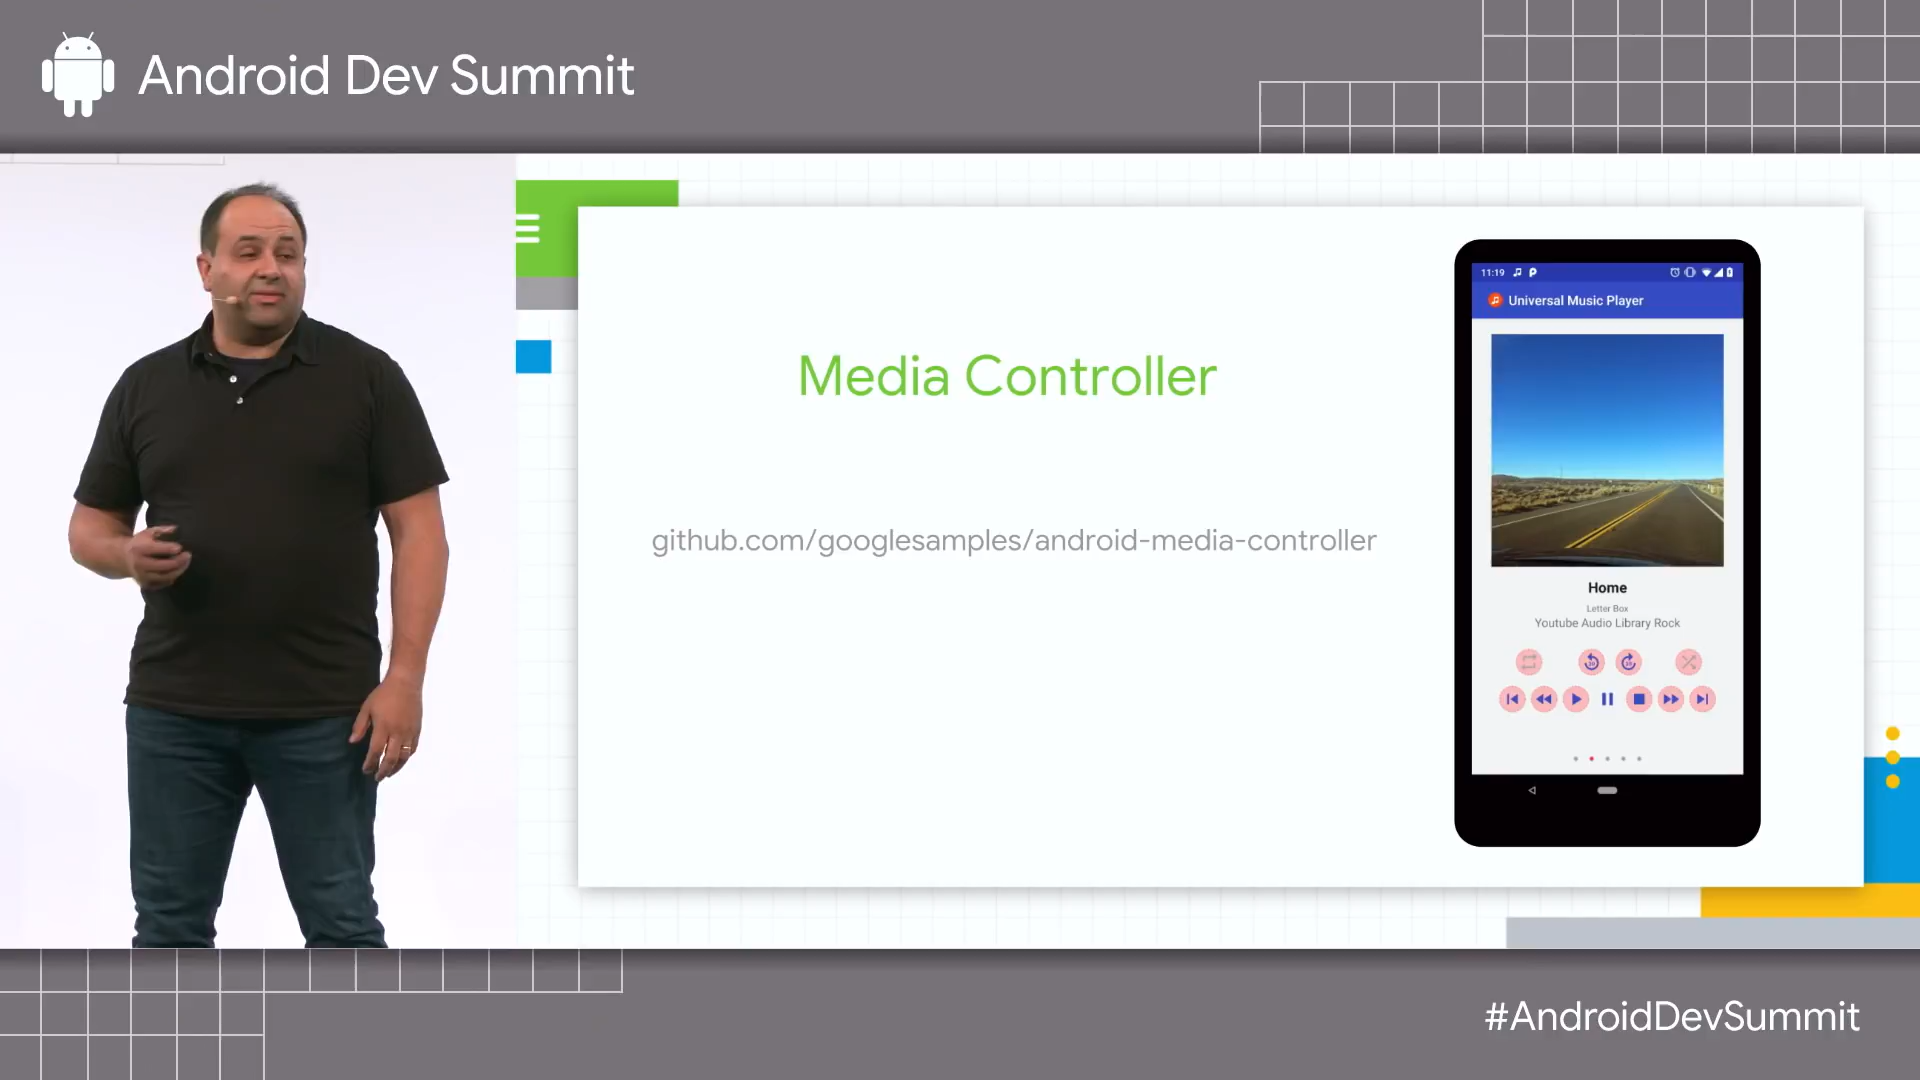 Android Dev Summit
Media Controller
github.com/googlesamples/android-media-controller
11:19
Universal Music Player
Home
Letter Box
Youtube Audio Library Rock
#AndroidDevSummit